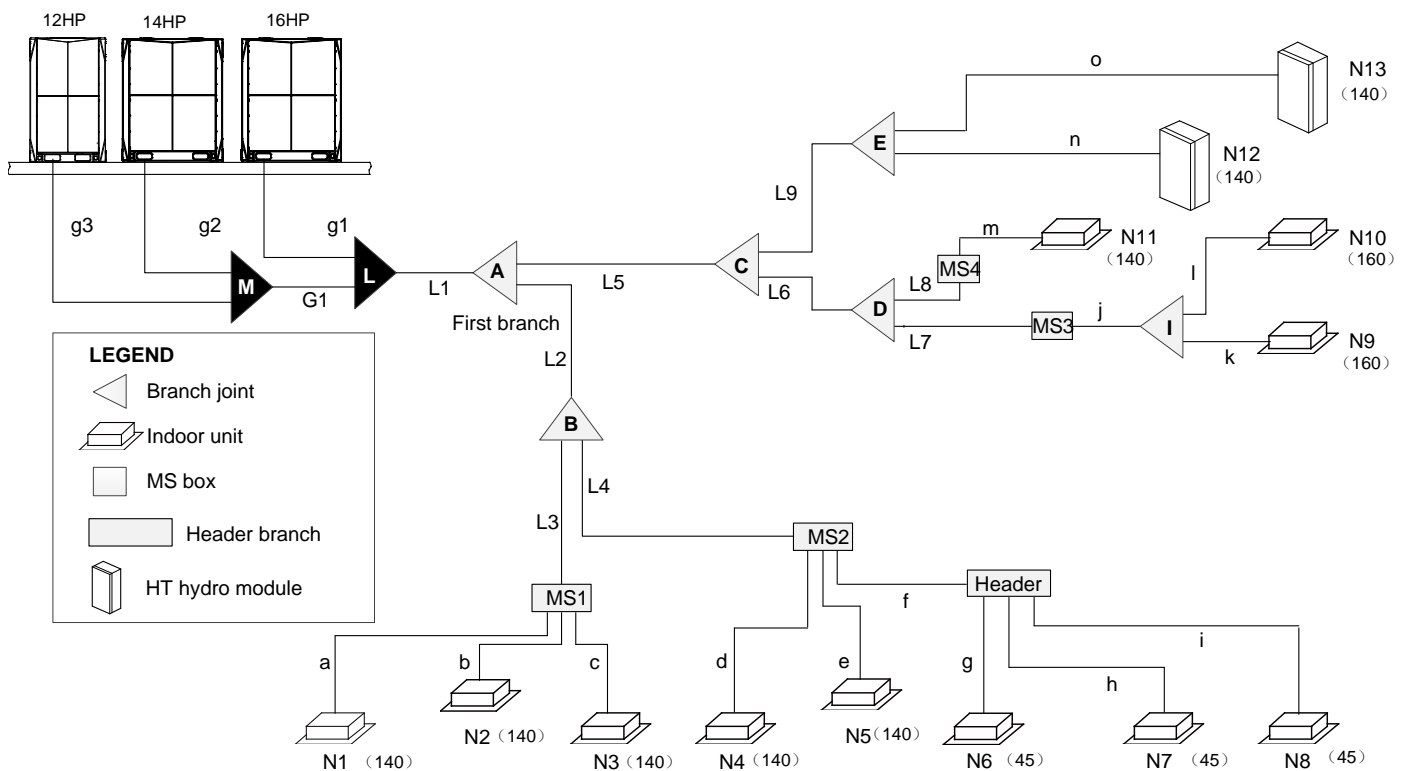 12HP
14HP
16HP
g3
g2
g1
M
G1
L
L1
A
First branch
L5
L2
C
L9
L6
E
o
n
N13
（140）
N12
（140）
D
L8
MS4
m
N11
（140）
L7
MS3
j
I
l
k
N10
（160）
N9
（160）
LEGEND
Branch joint
Indoor unit
MS box
Header branch
HT hydro module
B
L3
L4
MS1
MS2
f
Header
a
b
c
d
e
g
h
i
N1（140）
N2（140）
N3（140）
N4（140）
N5（140）
N6（45）
N7（45）
N8（45）